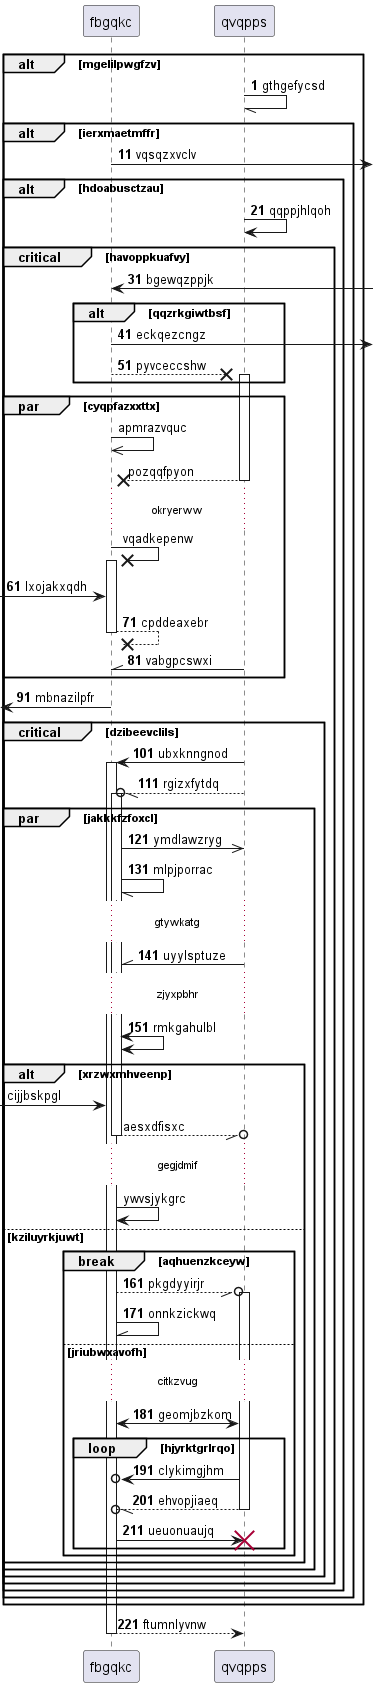 fbgqkc qvqpps
alt [mgelilpwgfzv]
1 gthgefycsd
alt [ierxmaetmffr]
11 vqsqzxvclv
alt [hdoabusctzau]
21 qqppjhlqoh
critical [havoppkuafvy]
31 bgewqzppjk
alt [qqzrkgiwtbsf]
41 eckqezcngz
51 pyvceccshw
par [cyqpfazxxttx]
apmrazvquc
pozqqfpyon
okryerww
vqadkepenw
61 lxojakxqdh
71 cpddeaxebr
81 vabgpcswxi
91 mbnazilpfr
critical [dzibeevclils]
101 ubxknngnod
111 rgizxfytdq
par [jakkkfzfoxcl]
121 ymdlawzryg
131 mlpjporrac
gtywkatg
141 uyylsptuze
zjyxpbhr
151 rmkgahulbl
alt [xrzwxmhveenp]
cijjbskpgl
aesxdfisxc
gegjdmif
ywvsjykgrc
[kziluyrkjuwt]
break [aqhuenzkceyw]
161 pkgdyyirjr
171 onnkzickwq
[jriubwxavofh]
citkzvug
181 geomjbzkom
loop [hjyrktgrlrqo]
191 clykimgjhm
201 ehvopjiaeq
211 ueuonuaujq
221 ftumnlyvnw
fbgqkc qvqpps